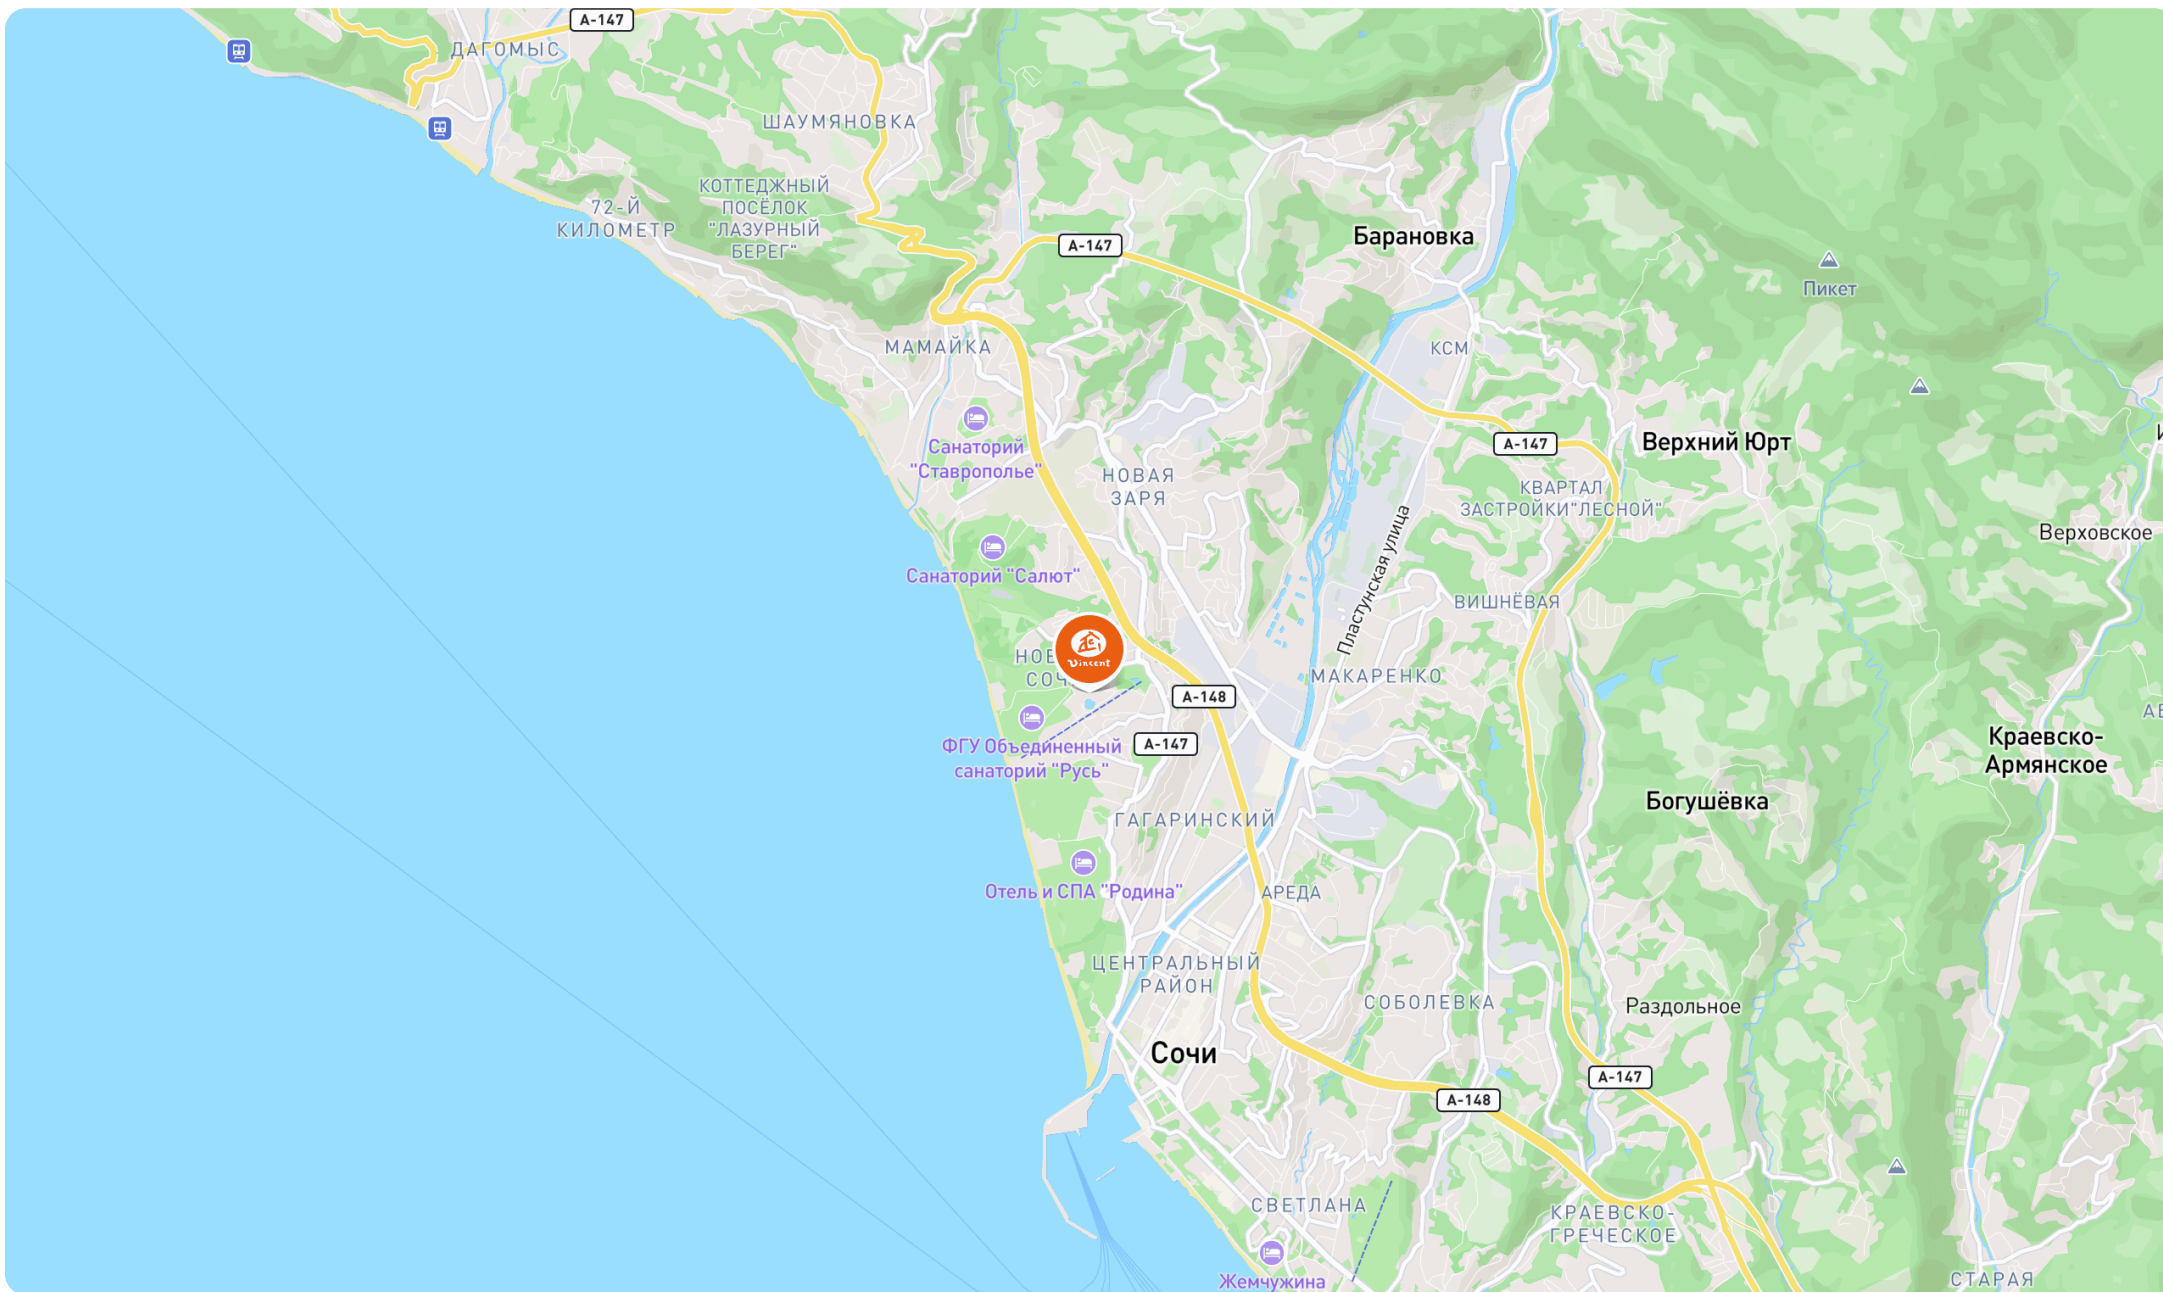 А-147
ДАГОМЫС
ШАУМЯНОВКА
КОТТЕДЖНЫЙ
ПОСЁЛОК
"ЛАЗУРНЫЙ
БЕРЕГ"
72-Й
КИЛОМЕТР
Барановка
А-147
Пикет
МАМАЙКА
КСМ
Санаторий
"Ставрополье"
А-147
Верхний Юрт
НОВАЯ
ЗАРЯ
КВАРТАЛ
ЗАСТРОЙКИ"ЛЕСНОЙ"
Верховское
Пластунская улица
Санаторий "Салют"
ВИШНЁВАЯ
Vincent
МАКАРЕНКО
А-148
А-147
ФГУ Объединенный
санаторий "Русь"
Краевско-
Армянское
Богушёвка
ГАГАРИНСКИЙ
Отель и СПА "Родина"
АРЕДА
ЦЕНТРАЛЬНЫЙ
РАЙОН
СОБОЛЕВКА
Раздольное
Сочи
А-147
А-148
СВЕТЛАНА
КРАЕВСКО-
ГРЕЧЕСКОЕ
Жемчужина
СТАРАЯ